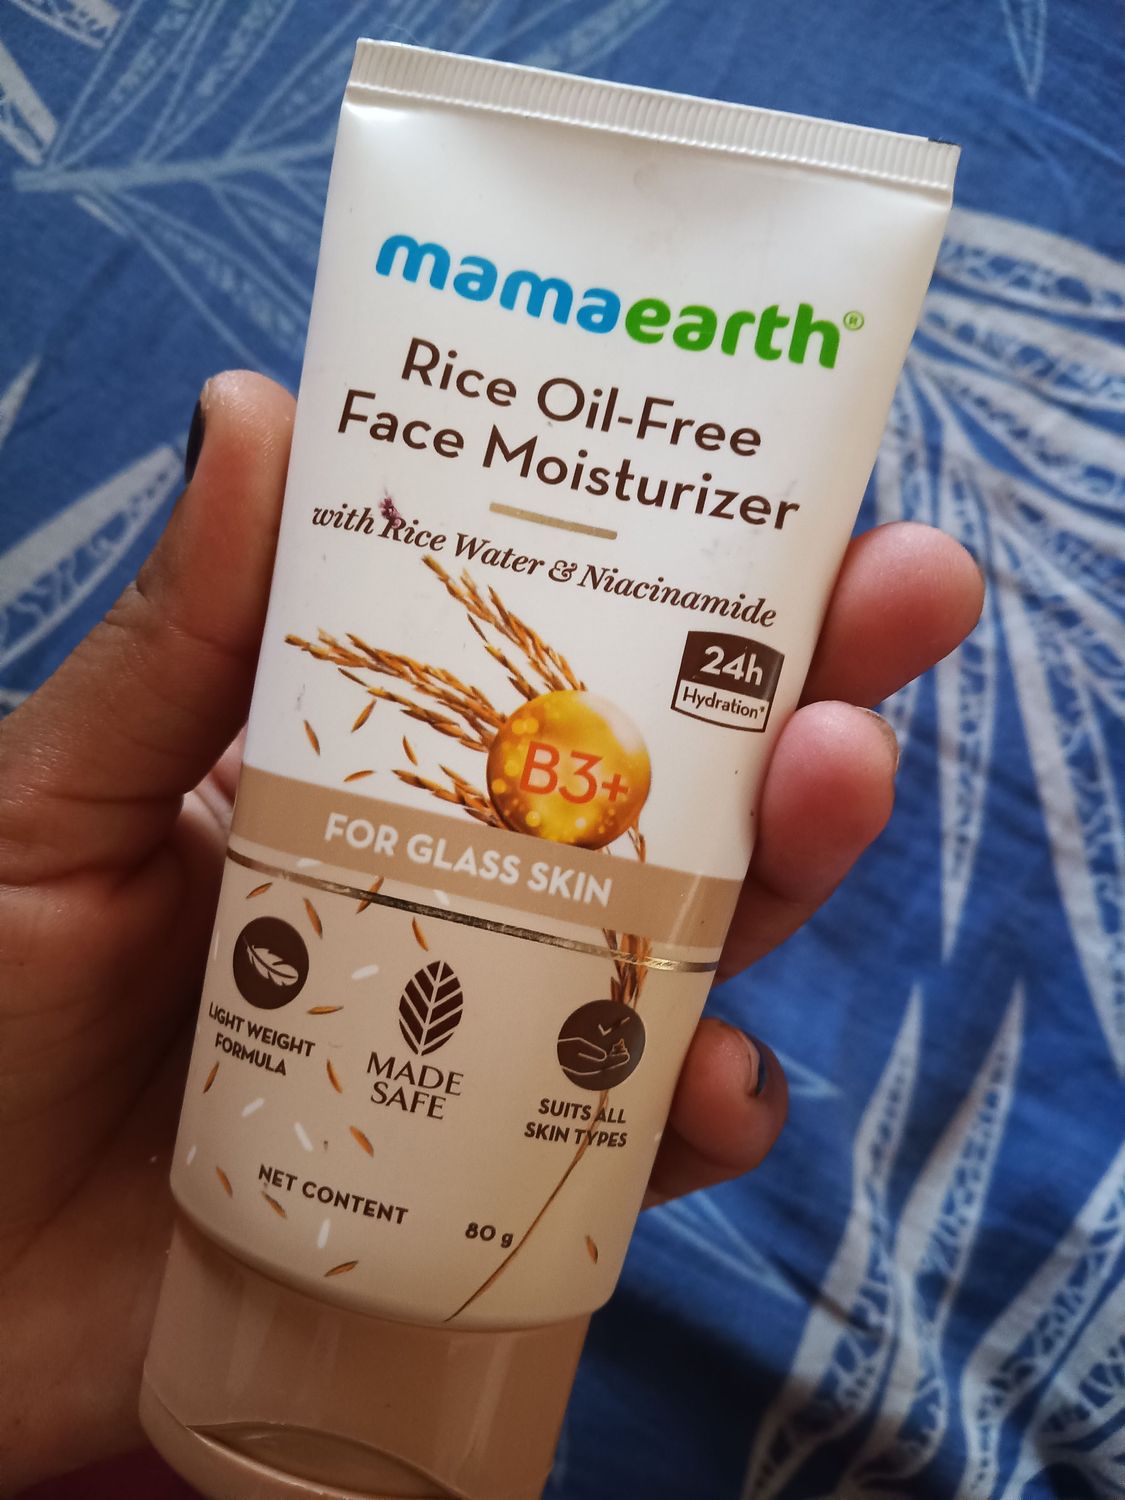 mamaearth®
Rice Oil-Free
Face Moisturizer
with Rice Water & Niacinamide
24h
Hydration*
B3+
FOR GLASS SKIN
LIGHT WEIGHT
FORMULA
MADE
SAFE
SUITS ALL
SKIN TYPES
NET CONTENT
80 g